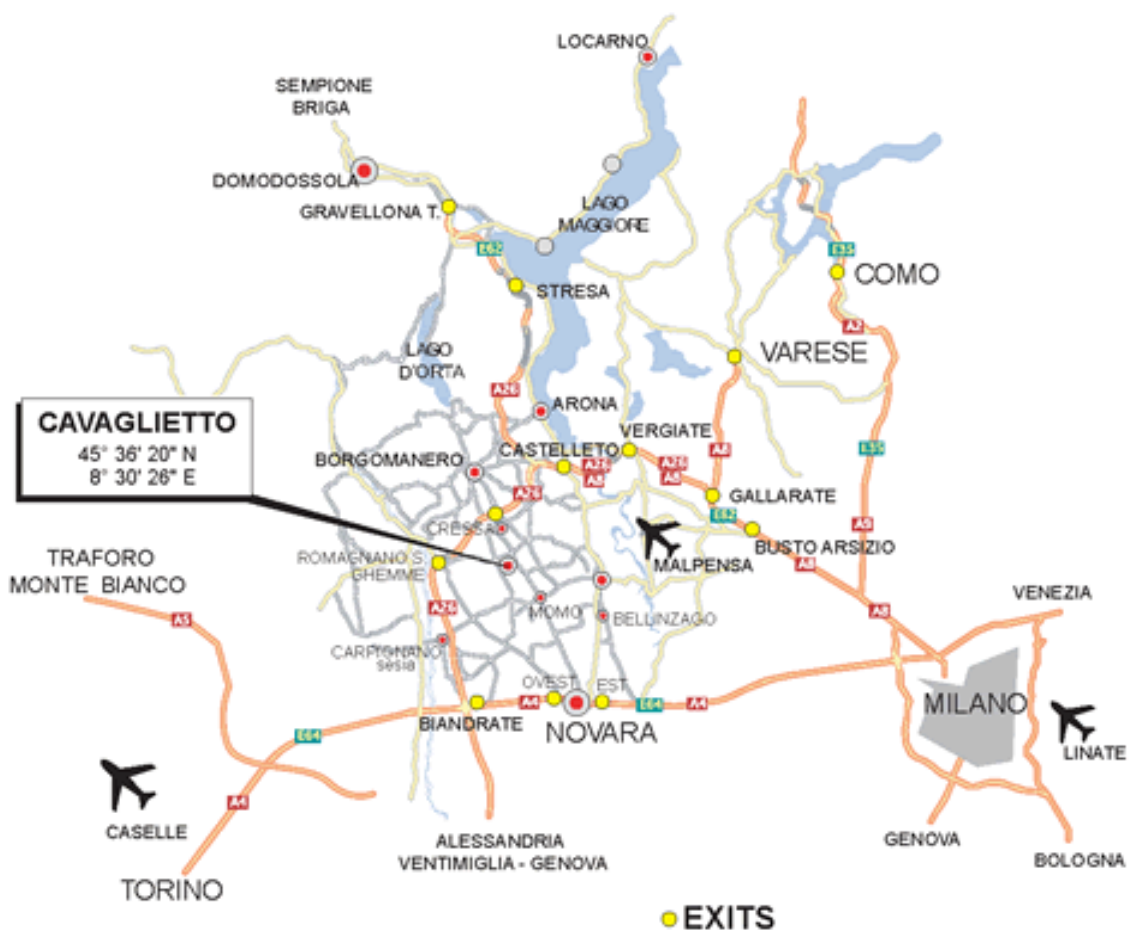 LOCARNO
SEMPIONE
BRIGA
DOMODOSSOLA
GRAVELLONA T.
LAGO
MAGGIORE
E62
E35
COMO
STRESA
A2
VARESE
LAGO
D'ORTA
A26
ARONA
CAVAGLIETTO
45° 36' 20" N
8° 30' 26" E
VERGIATE
CASTELLETO
A26
A8
A26
A8
A8
E35
BORGOMANERO
A26
GALLARATE
E62
CRESSA
A9
BUSTO ARSIZIO
MALPENSA
ROMAGNANO S.
GHEMME
TRAFORO
MONTE BIANCO
A8
A5
A26
MOMO
BELLINZAGO
A8
VENEZIA
CARPIGNANO
sesia
OVEST
EST
A4
E64
A4
BIANDRATE
NOVARA
MILANO
E64
LINATE
A4
CASELLE
ALESSANDRIA
VENTIMIGLIA - GENOVA
GENOVA
BOLOGNA
TORINO
EXITS